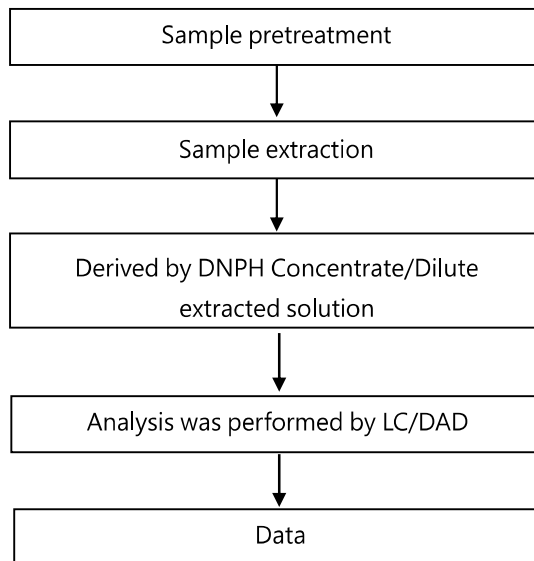 Sample pretreatment
Sample extraction
Derived by DNPH Concentrate/Dilute
extracted solution
Analysis was performed by LC/DAD
Data